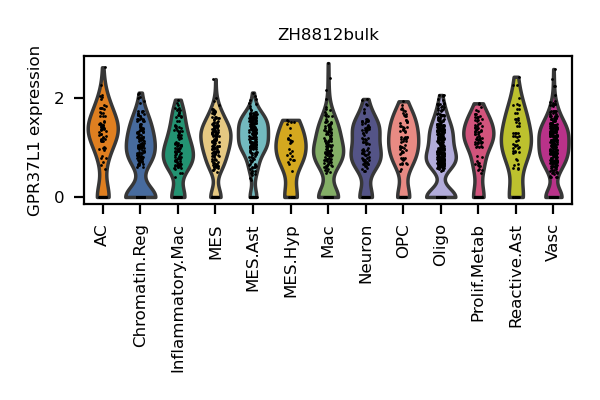 ZH8812bulk
GPR37L1 expression
2
0
AC
Chromatin.Reg
Inflammatory.Mac
MES
MES.Ast
MES.Hyp
Mac
Neuron
OPC
Oligo
Prolif.Metab
Reactive.Ast
Vasc